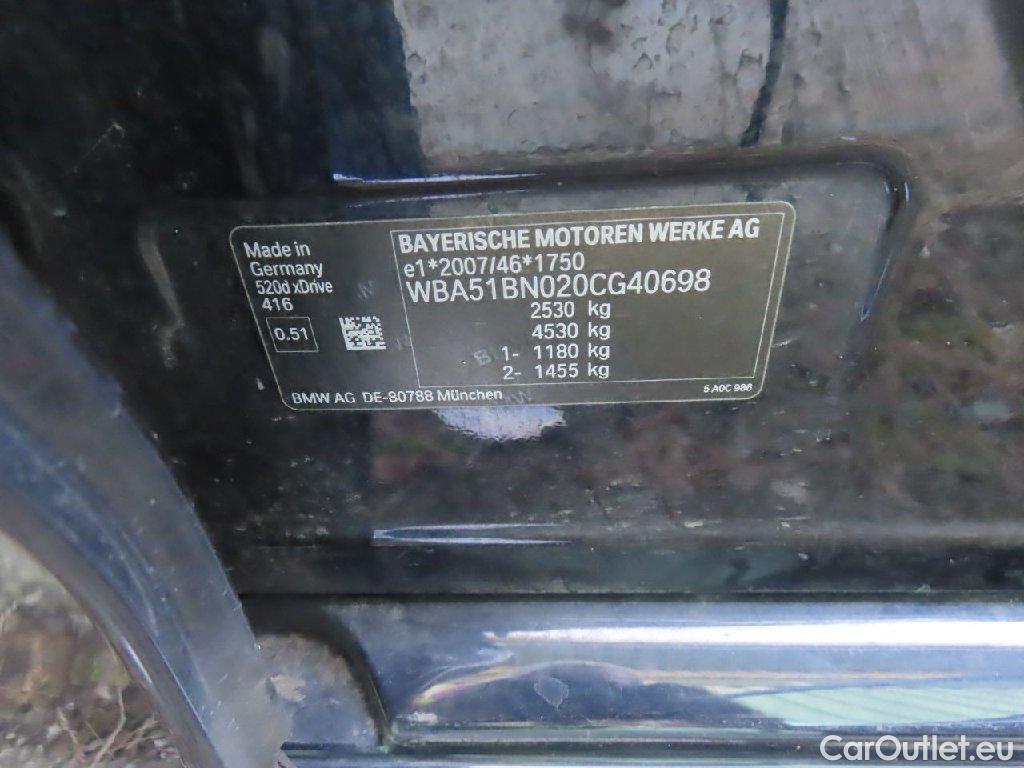 Made in
Germany
520d xDrive
416
0.51
BAYERISCHE MOTOREN WERKE AG
e1*2007/46*1750
WBA51BN020CG40698
2530 kg
4530 kg
1- 1180 kg
2- 1455 kg
BMW AG DE-80788 München
5 A0C 986
CarOutlet.eu